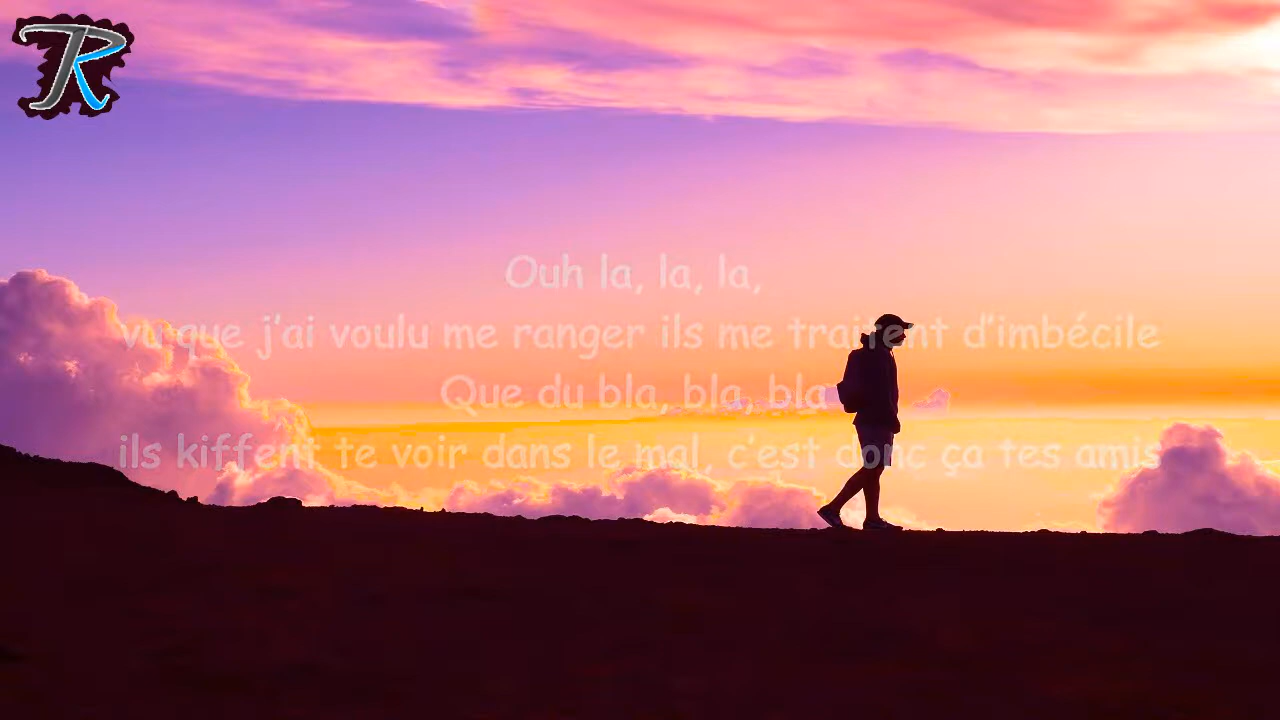 JR
Ouh la, la, la,
vu que j'ai voulu me ranger ils me traitent d'imbécile
Que du bla, bla, bla
ils kiffent te voir dans le mal, c'est donc ça tes amis